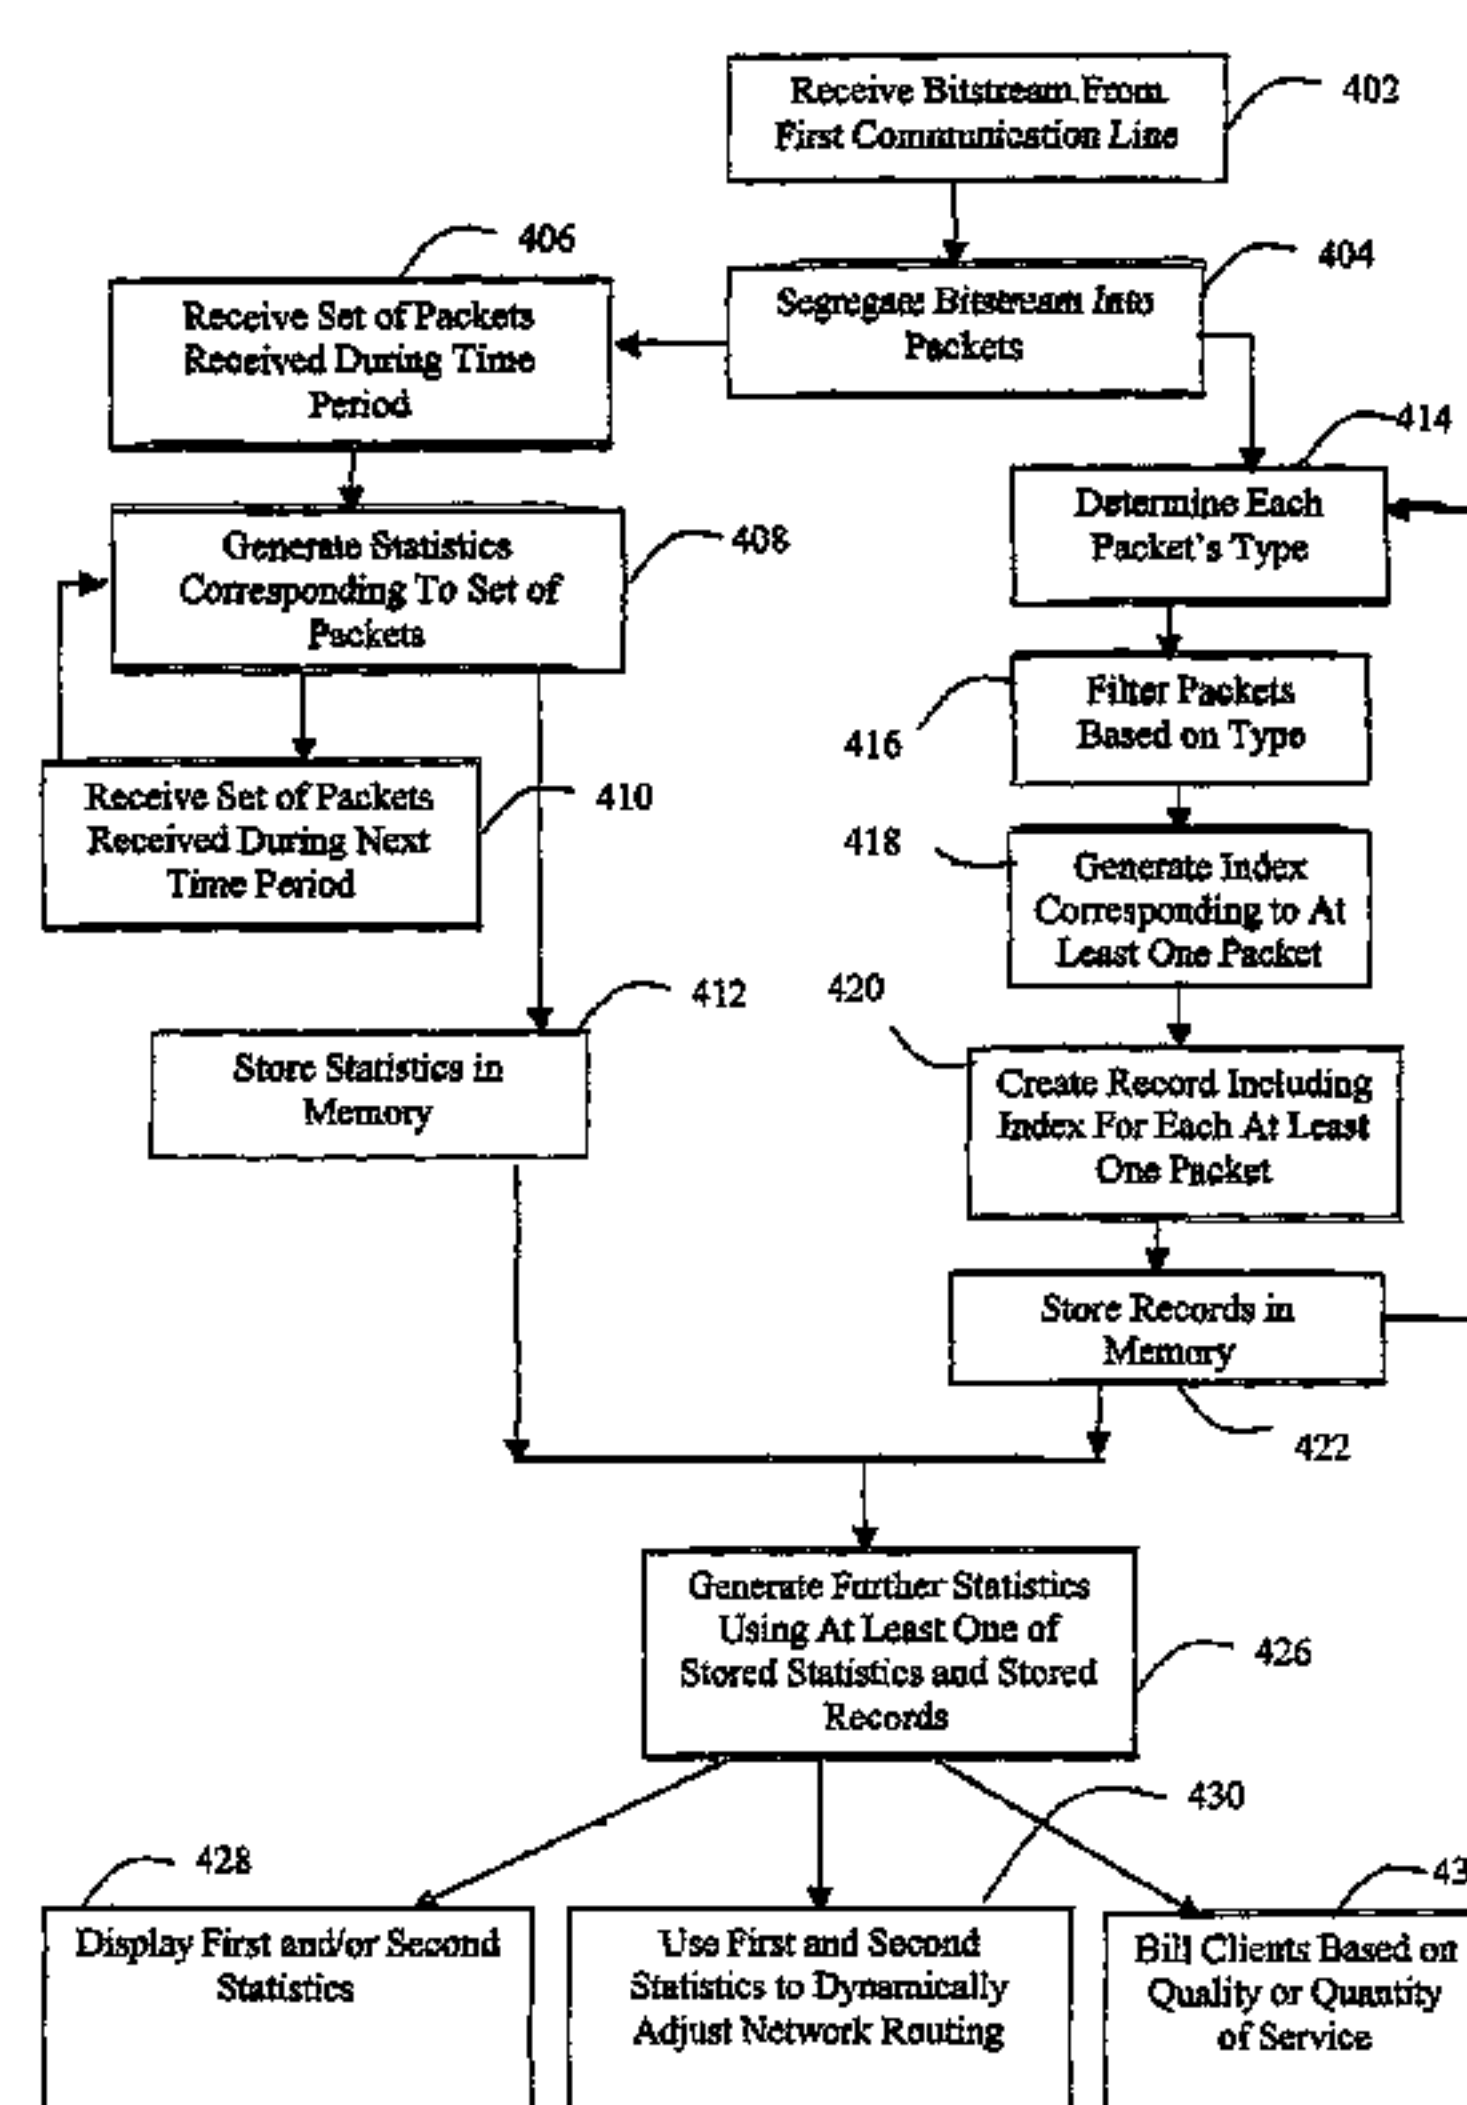 Receive Bitstream From
First Communication Line
402
406
404
Receive Set of Packets
Received During Time
Period
Segregate Bitstream Into
Packets
414
Determine Each
Packet's Type
Generate Statistics
Corresponding To Set of
Packets
408
Filter Packets
Based on Type
416
Receive Set of Packets
Received During Next
Time Period
410
418
Generate Index
Corresponding to At
Least One Packet
412
420
Store Statistics in
Memory
Create Record Including
Index For Each At Least
One Packet
Store Records in
Memory
422
Generate Further Statistics
Using At Least One of
Stored Statistics and Stored
Records
426
430
428
Display First and/or Second
Statistics
Use First and Second
Statistics to Dynamically
Adjust Network Routing
Bill Clients Based on
Quality or Quantity
of Service